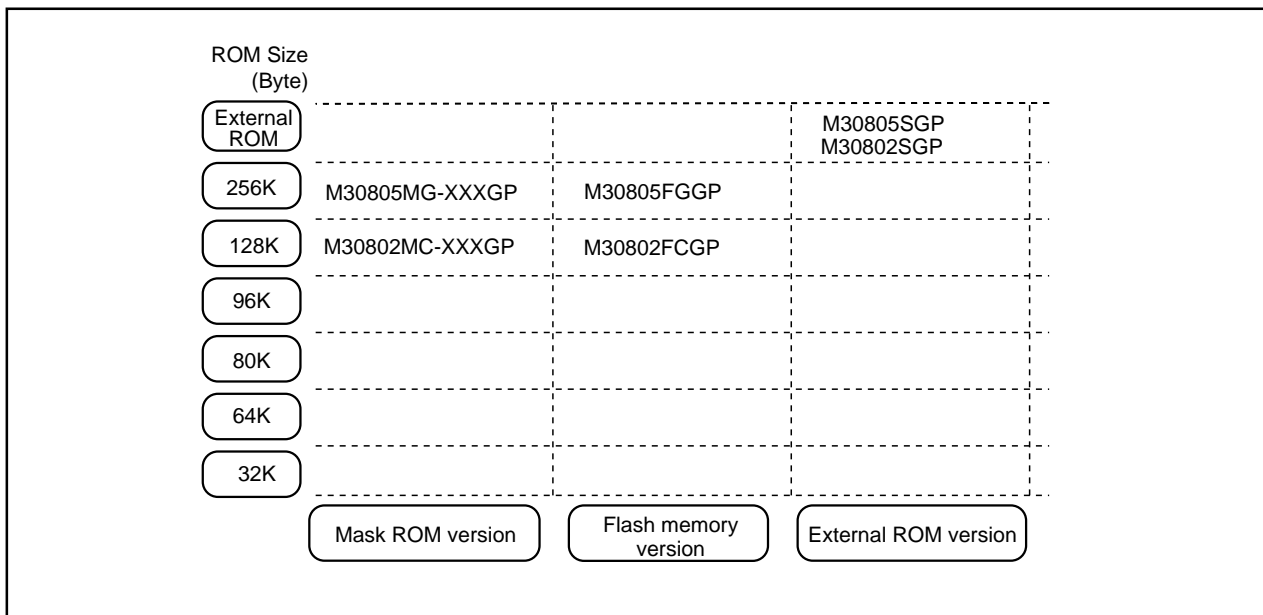 ROM Size
(Byte)
External
ROM
M30805SGP
M30802SGP
256K
M30805MG-XXXGP
M30805FGGP
128K
M30802MC-XXXGP
M30802FCGP
96K
80K
64K
32K
Mask ROM version
Flash memory
version
External ROM version